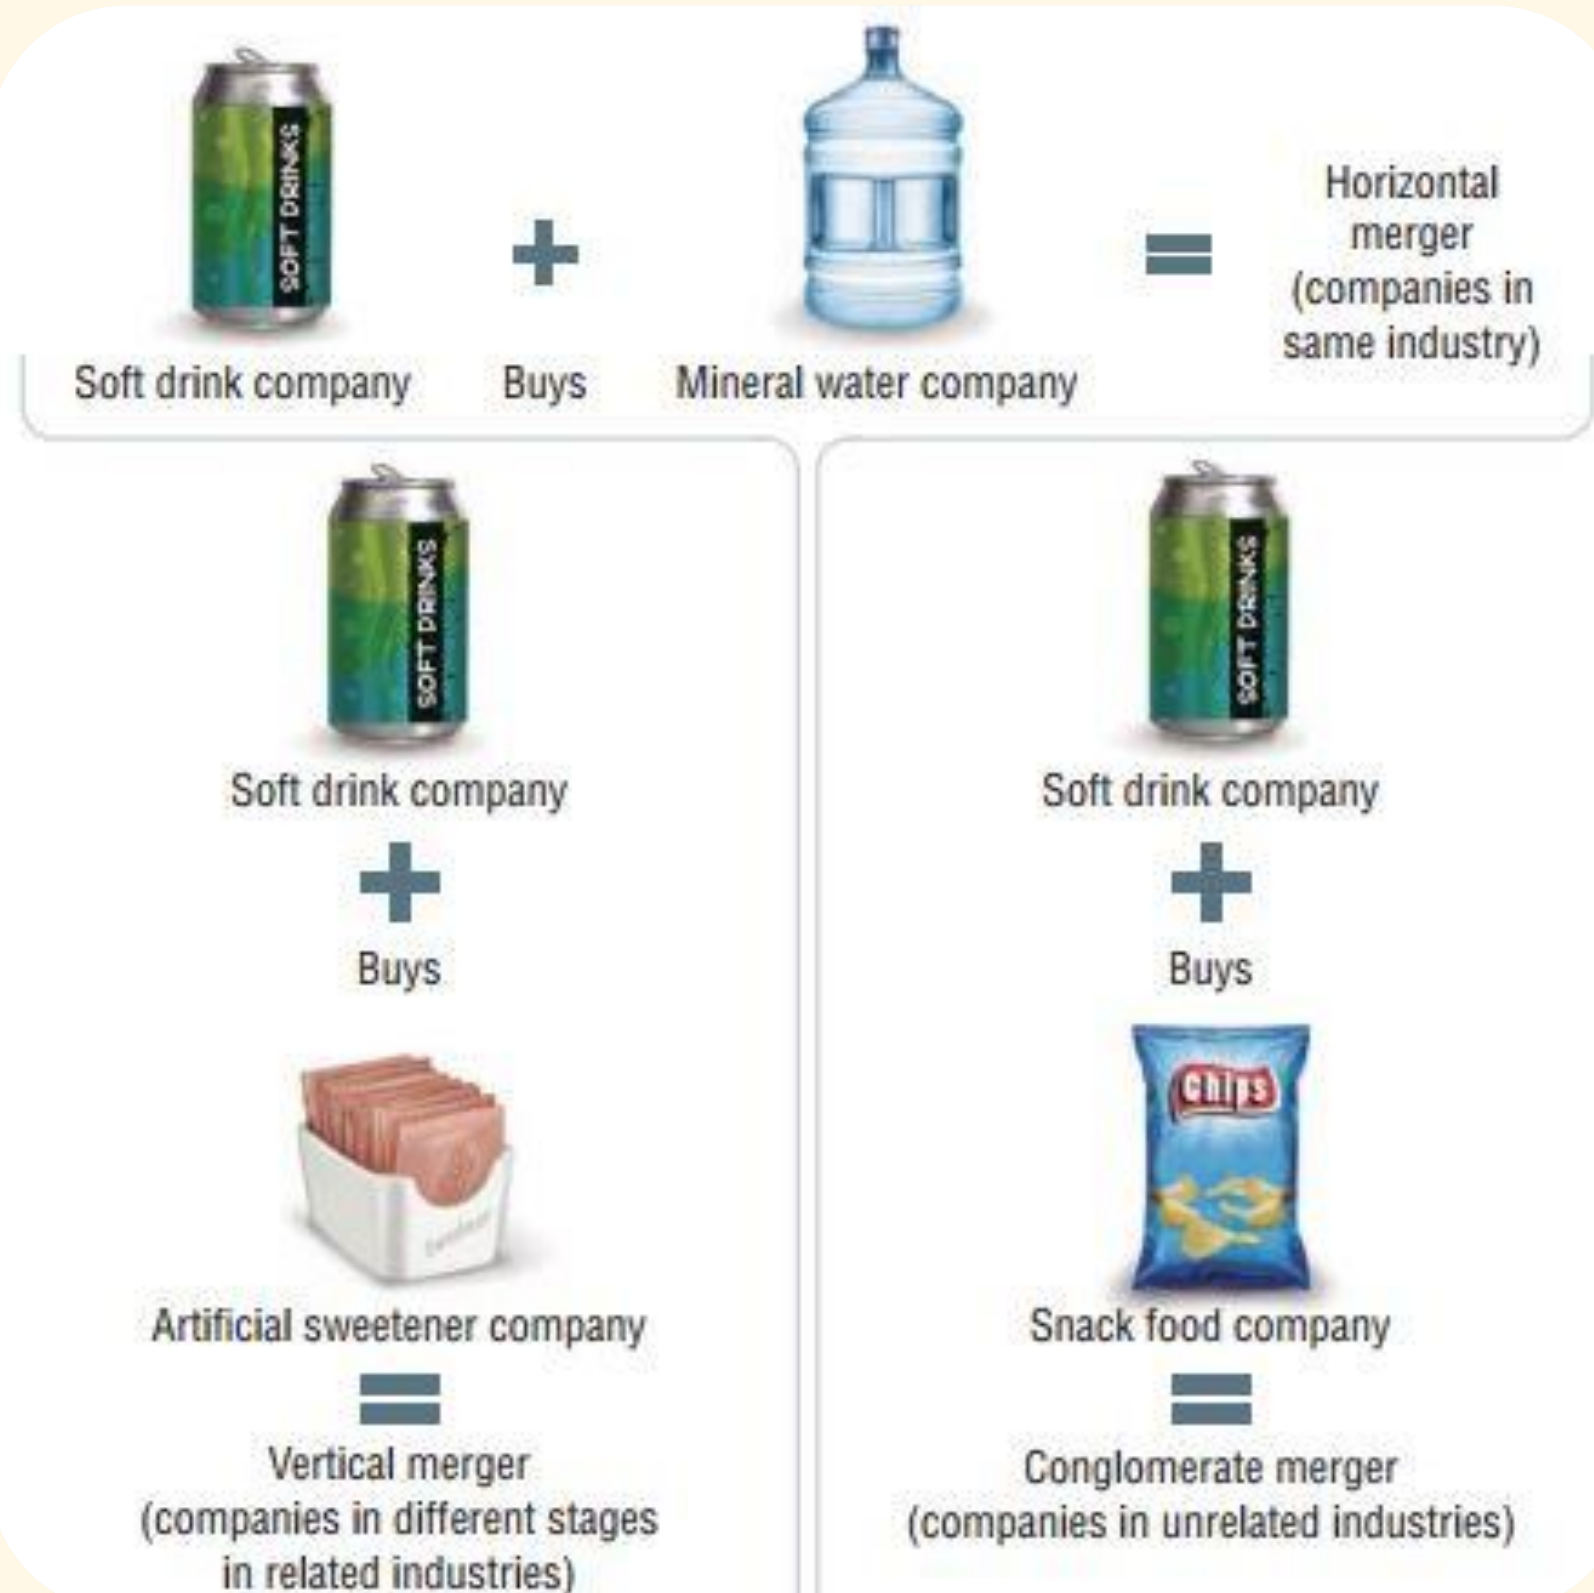 SOFT DRINKS
Soft drink company
Buys
Mineral water company
Horizontal
merger
(companies in
same industry)
SOFT DRINKS
Soft drink company
Buys
Artificial sweetener company
Vertical merger
(companies in different stages
in related industries)
SOFT DRINKS
Soft drink company
Buys
Chips
Snack food company
Conglomerate merger
(companies in unrelated industries)